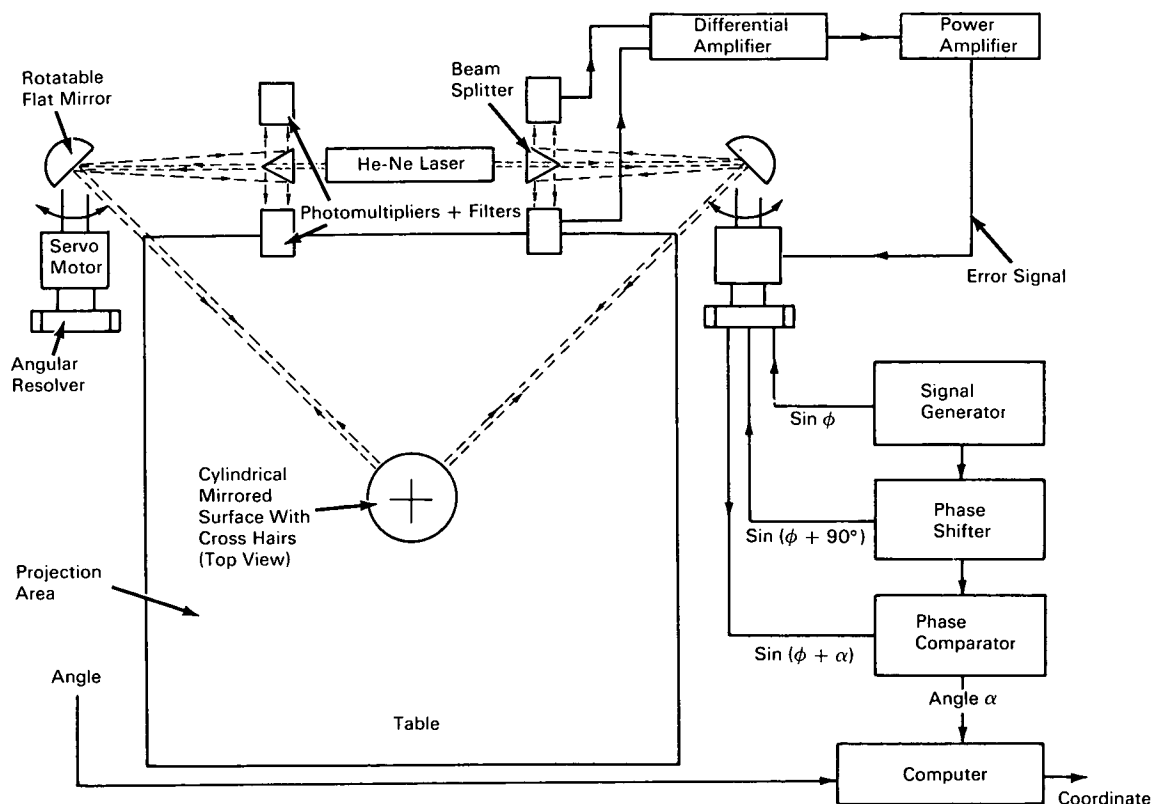 Differential
Amplifier
Power
Amplifier
Rotatable
Flat Mirror
Beam
Splitter
He-Ne Laser
Photomultipliers + Filters
Servo
Motor
Error Signal
Angular
Resolver
Signal
Generator
Sin ϕ
Cylindrical
Mirrored
Surface With
Cross Hairs
(Top View)
Phase
Shifter
Sin (ϕ + 90°)
Projection
Area
Phase
Comparator
Sin (ϕ + α)
Angle
Angle α
Table
Computer
Coordinate